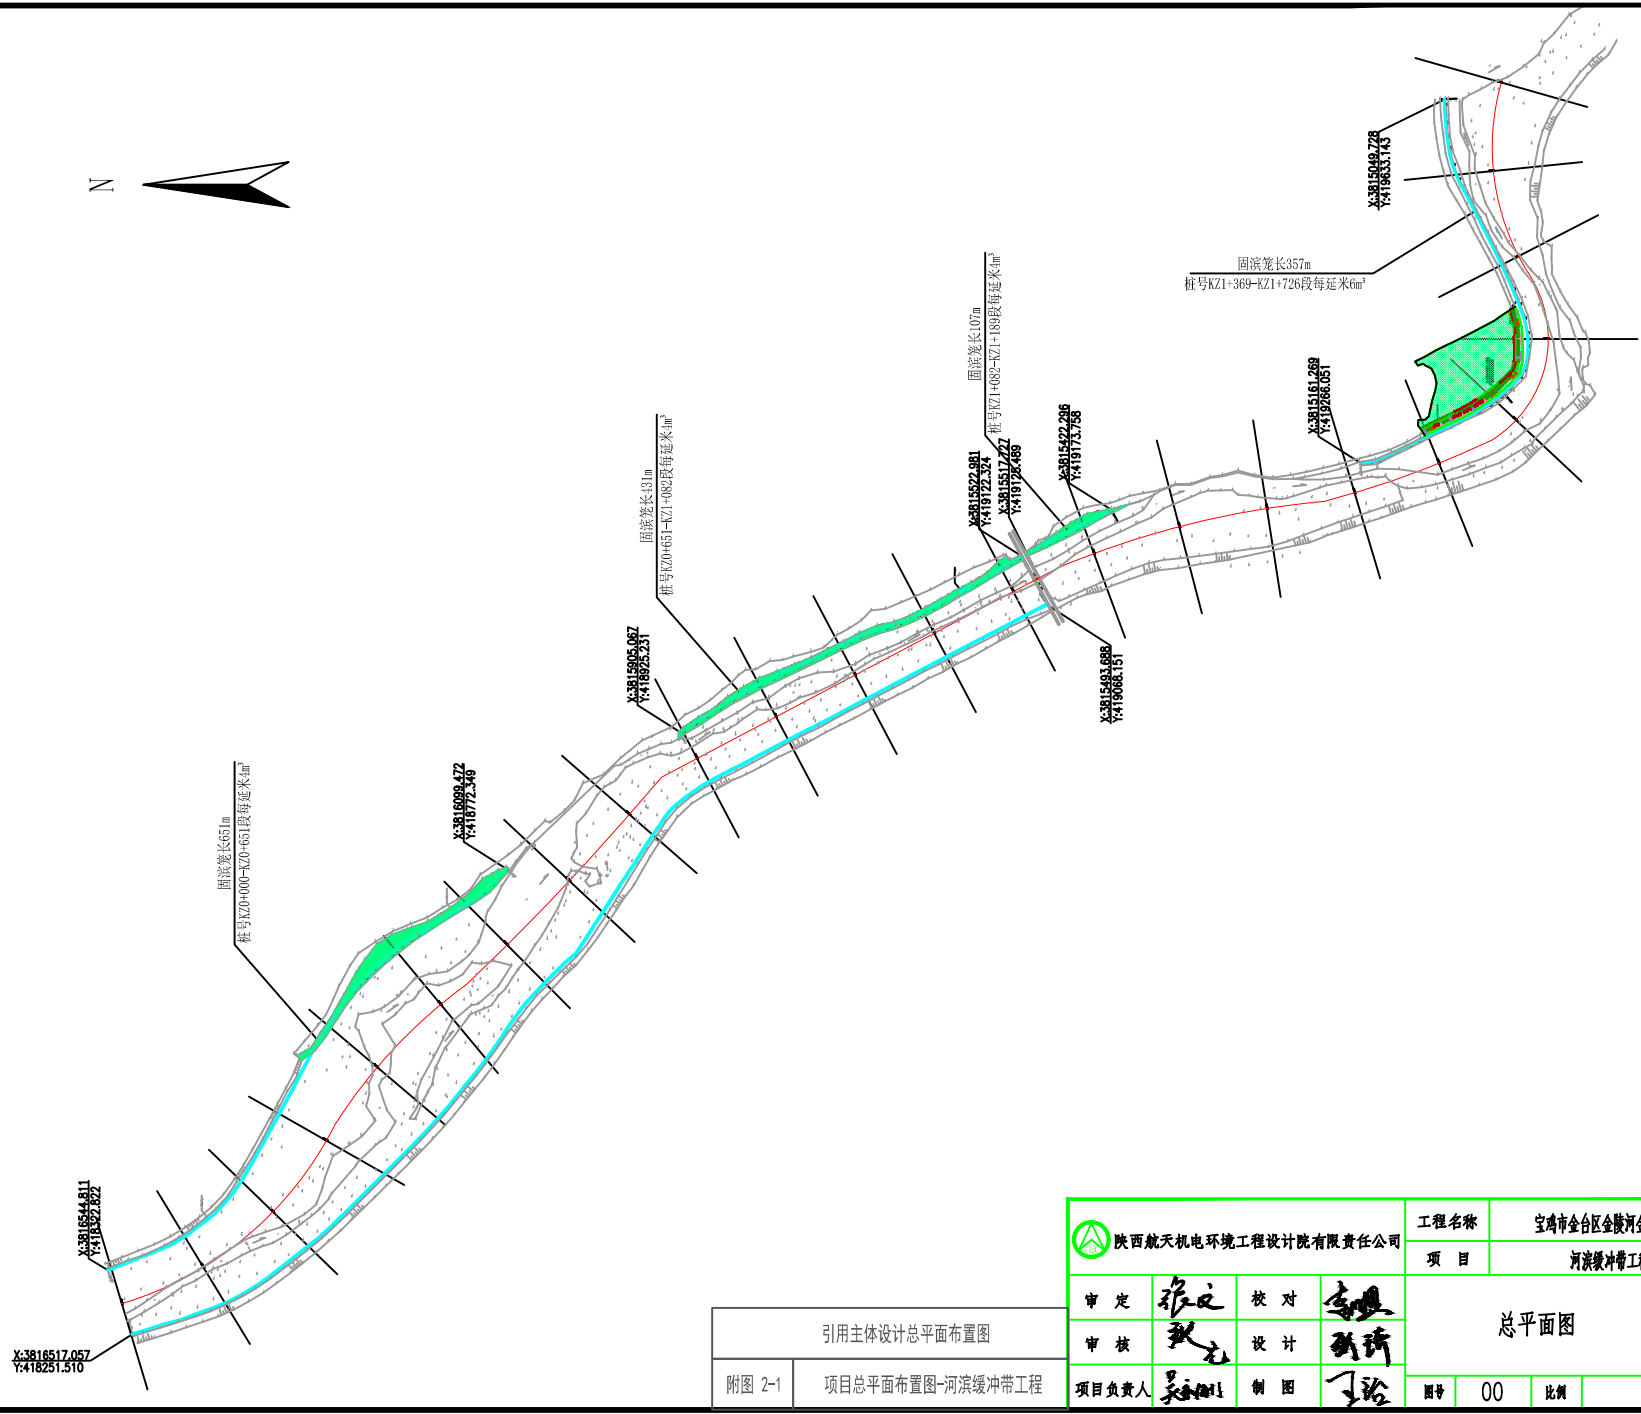 N
X:3815049.728
Y:419633.143
固滨笼长357m
桩号KZ1+369-KZ1+726段每延米6m³
固滨笼长107m
桩号KZ1+082-KZ1+189段每延米4m³
X:3815161.269
Y:419266.051
X:3815422.296
Y:419173.758
X:3815522.981
Y:419122.324
X:3815517.727
Y:419126.489
固滨笼长431m
桩号KZ0+651-KZ1+082段每延米4m³
X:3815905.067
Y:418925.231
X:3815493.688
Y:419068.151
X:3816099.472
Y:418772.349
固滨笼长651m
桩号KZ0+000-KZ0+651段每延米4m³
X:3816544.811
Y:418322.822
X:3816517.057
Y:418251.510
陕西航天机电环境工程设计院有限责任公司
工程名称
宝鸡市金台区金陵河金
项 目
河滨缓冲带工程
审 定
校 对
审 核
设 计
项目负责人
制 图
总平面图
图号
00
比例
引用主体设计总平面布置图
附图 2-1
项目总平面布置图-河滨缓冲带工程